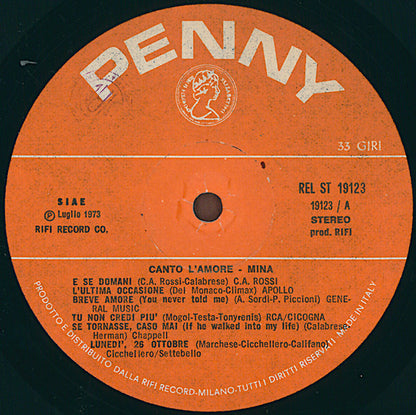 PENNY
33 GIRI
SIAE
Ⓟ Luglio 1973
RIFI RECORD CO.
REL ST 19123
19123 / A
STEREO
prod. RIFI
CANTO L'AMORE - MINA
E SE DOMANI (C.A. Rossi-Calabrese) C.A. ROSSI
L'ULTIMA OCCASIONE (Del Monaco-Climax) APOLLO
BREVE AMORE (You never told me) (A. Sordi-P. Piccioni) GENE-
RAL MUSIC
TU NON CREDI PIU' (Mogol-Testa-Tonyrenis) RCA/CICOGNA
SE TORNASSE, CASO MAI (If he walked into my life) (Calabrese-
Herman) Chappell
LUNEDI', 26 OTTOBRE (Marchese-Cicchellero-Califano)
Cicchellero/Settebello
PRODOTTO E DISTRIBUITO DALLA RIFI RECORD-MILANO-TUTTI I DIRITTI RISERVATI MADE IN ITALY